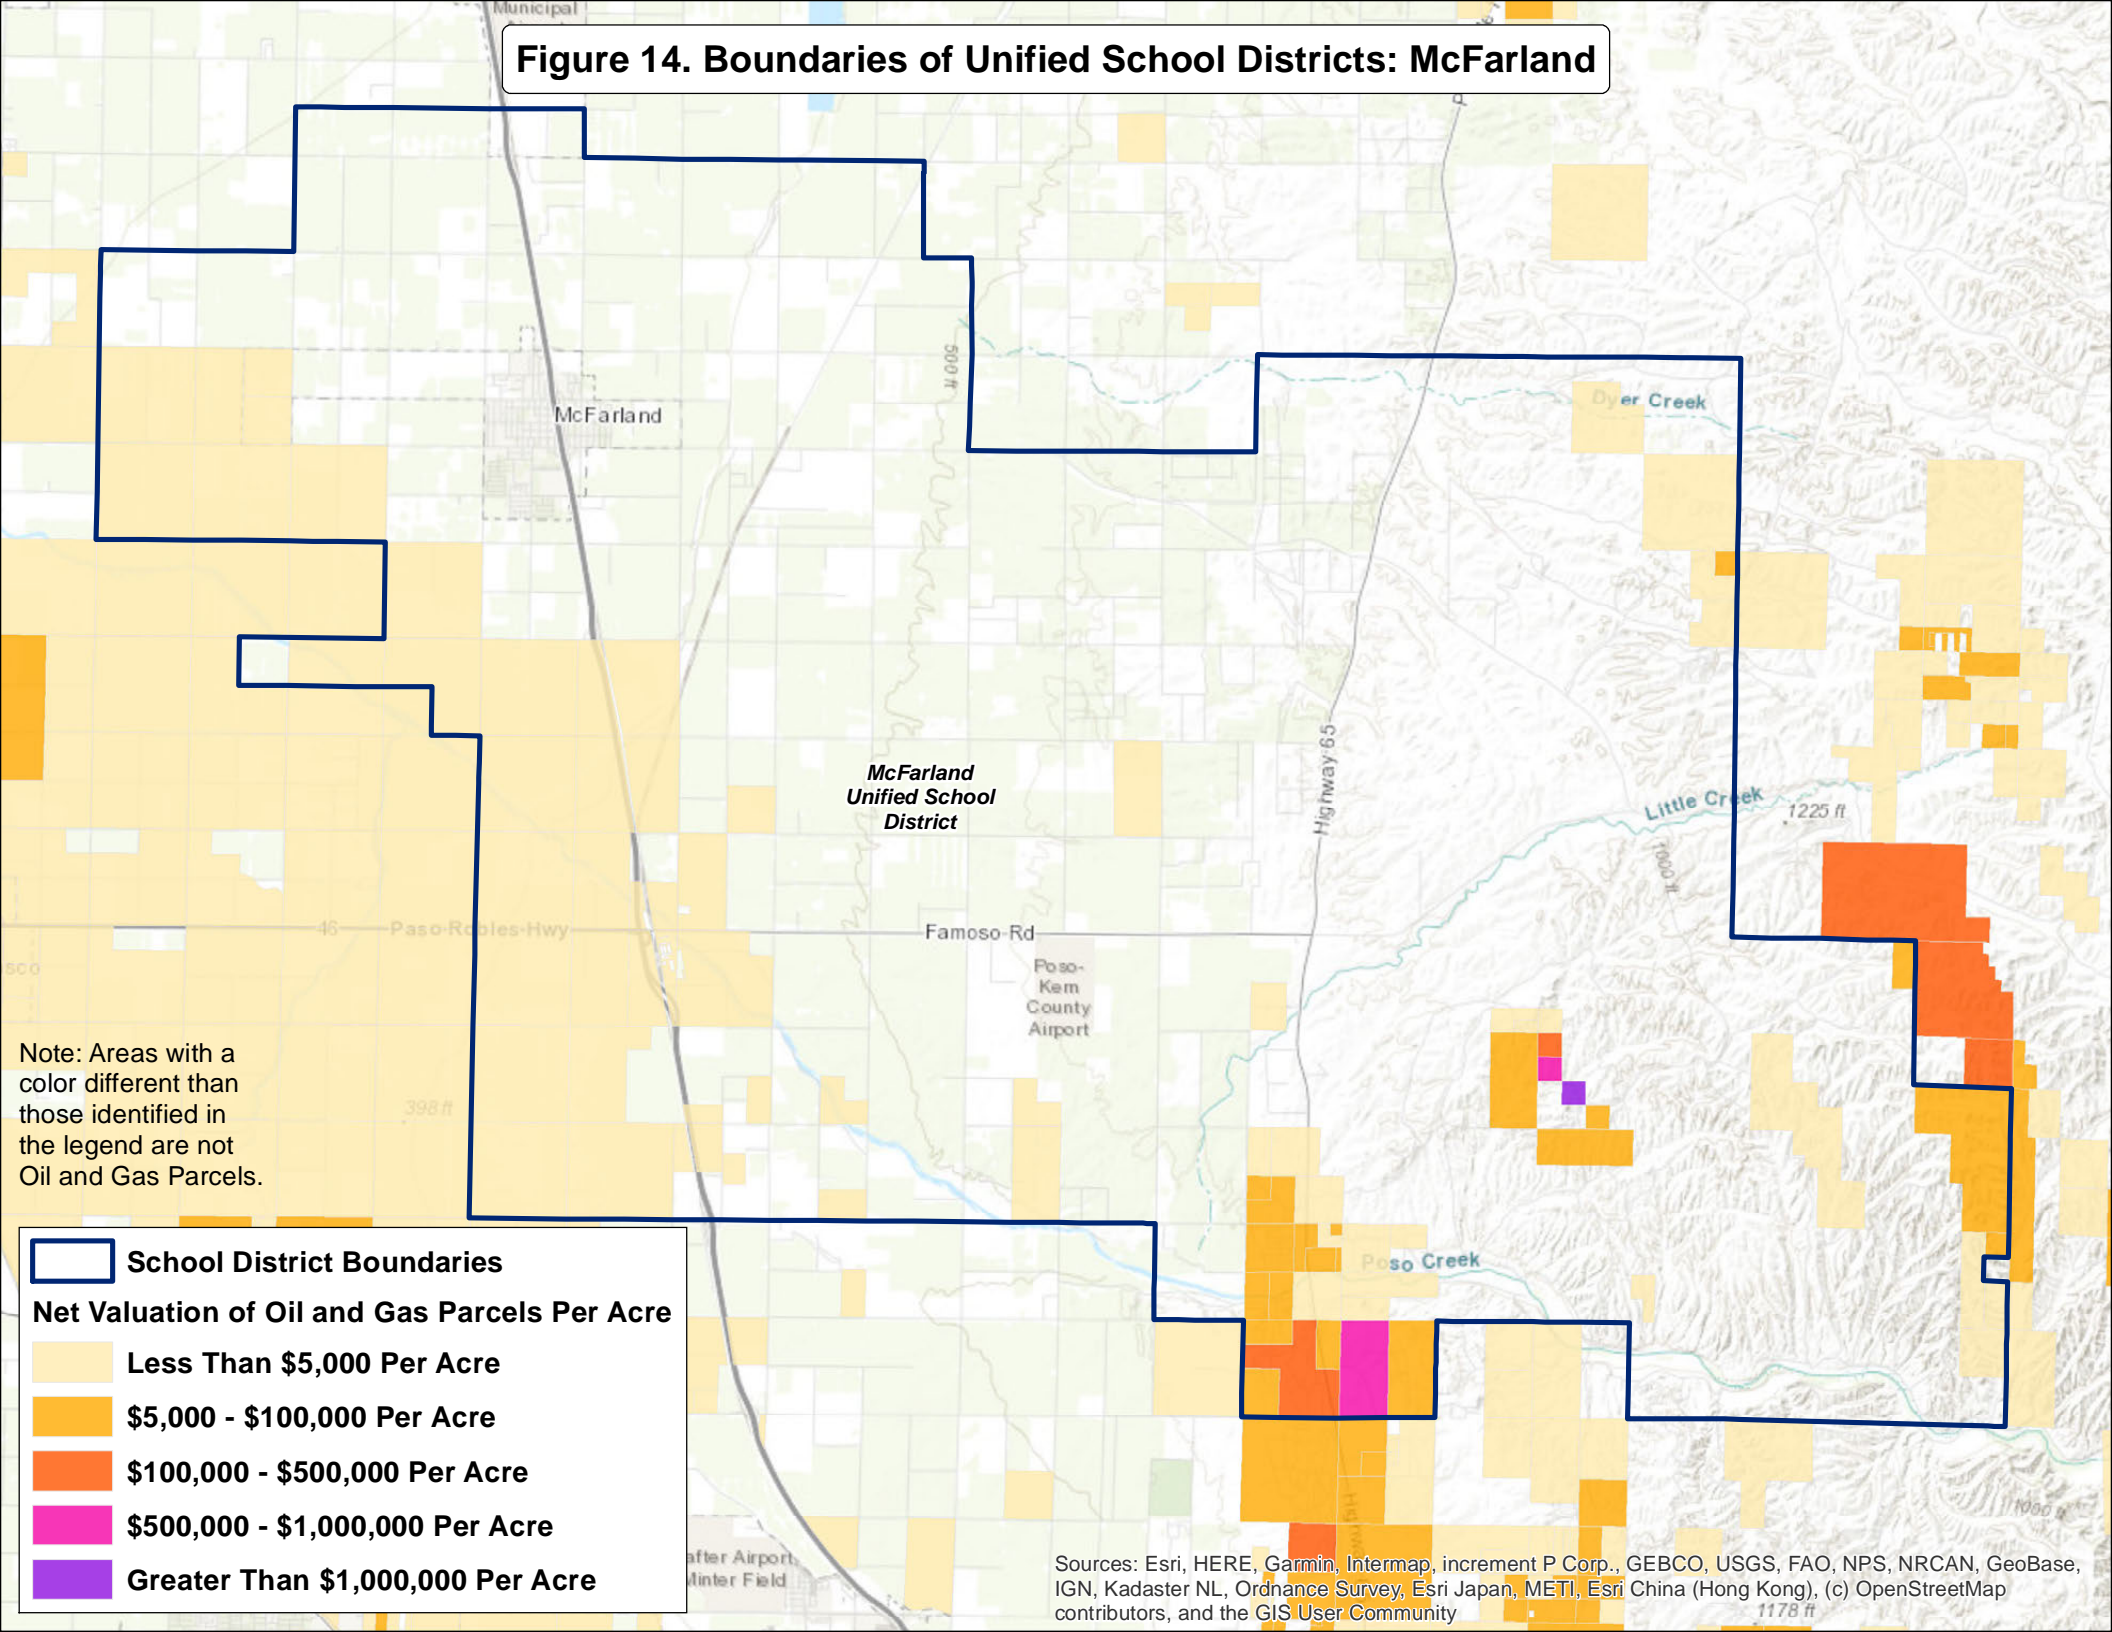 Municipal
Figure 14. Boundaries of Unified School Districts: McFarland
500 ft
Dyer Creek
McFarland
Highway 65
McFarland
Unified School
District
Little Creek
1225 ft
1000 ft
46
Paso Robles Hwy
Famoso Rd
Poso-
Kern
County
Airport
Note: Areas with a
color different than
those identified in
the legend are not
Oil and Gas Parcels.
398 ft
Poso Creek
School District Boundaries
Net Valuation of Oil and Gas Parcels Per Acre
Less Than $5,000 Per Acre
$5,000 - $100,000 Per Acre
$100,000 - $500,000 Per Acre
$500,000 - $1,000,000 Per Acre
Greater Than $1,000,000 Per Acre
after Airport
Minter Field
1000 ft
Sources: Esri, HERE, Garmin, Intermap, increment P Corp., GEBCO, USGS, FAO, NPS, NRCAN, GeoBase,
IGN, Kadaster NL, Ordnance Survey, Esri Japan, METI, Esri China (Hong Kong), (c) OpenStreetMap
contributors, and the GIS User Community
1178 ft